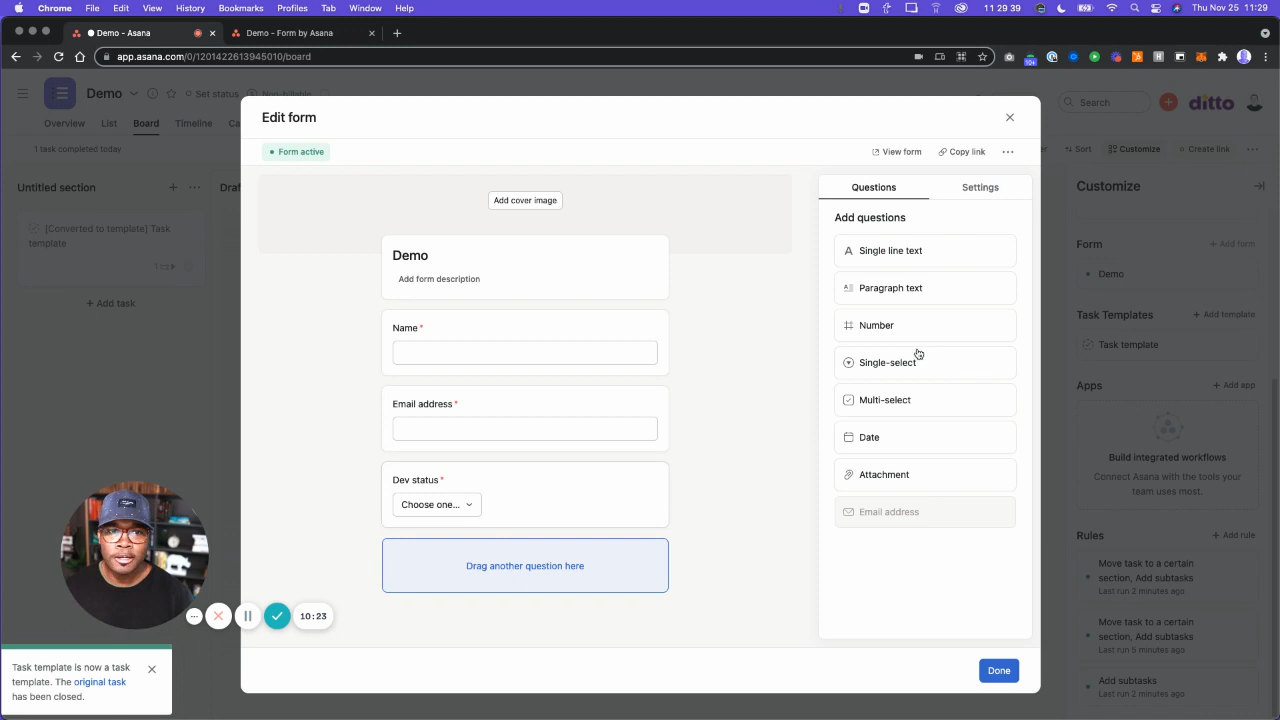 Chrome File Edit View History Bookmarks Profiles Tab Window Help
11:29:39
Thu Nov 25 11:29
Demo - Asana
Demo - Form by Asana
app.asana.com/0/1201422613945010/board
10+
Demo
Set status
Non-billable
Search
ditto
Overview List Board Timeline Ca
1 task completed today
Sort Customize Create link
Untitled section
Draf
[Converted to template] Task
template
+ Add task
Edit form
Form active
View form
Copy link
Add cover image
Demo
Add form description
Name*
Email address*
Dev status*
Choose one...
Drag another question here
Questions
Settings
Add questions
Single line text
Paragraph text
Number
Single-select
Multi-select
Date
Attachment
Email address
Done
Customize
Form
+ Add form
Demo
Task Templates
+ Add template
Task template
Apps
+ Add app
Build integrated workflows
Connect Asana with the tools your
team uses most.
Rules
+ Add rule
Move task to a certain
section, Add subtasks
Last run 2 minutes ago
Move task to a certain
section, Add subtasks
Last run 5 minutes ago
Add subtasks
Last run 2 minutes ago
10:23
Task template is now a task
template. The original task
has been closed.